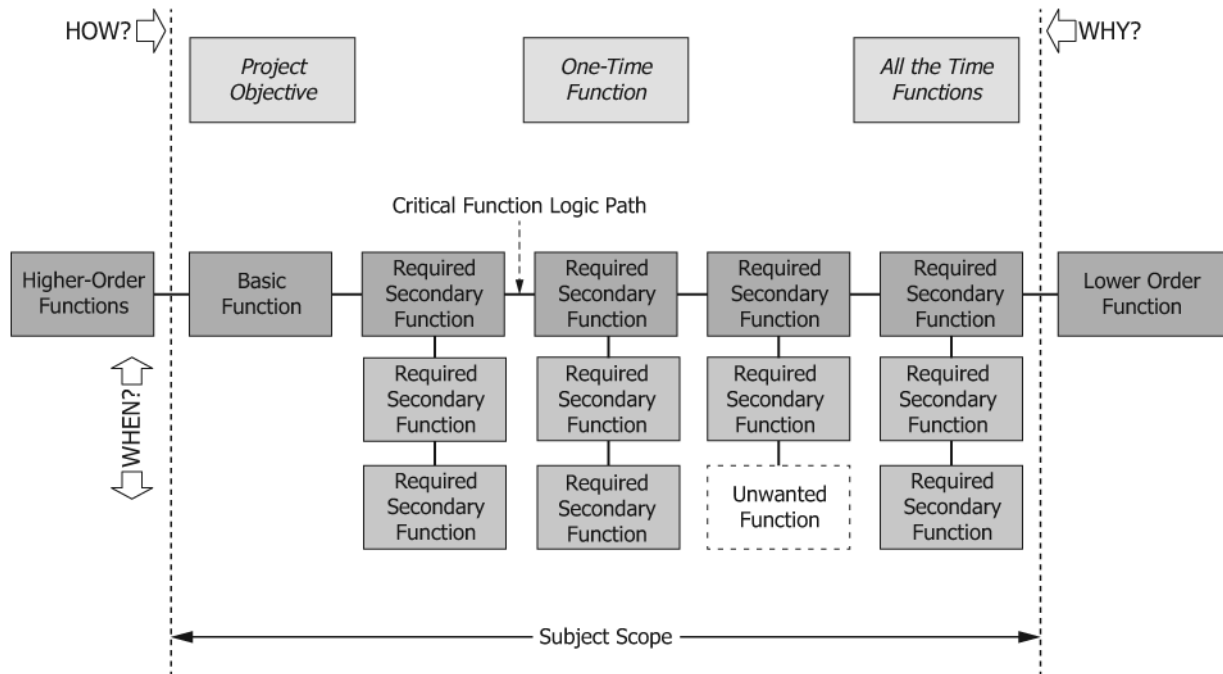 HOW?
WHY?
Project
Objective
One-Time
Function
All the Time
Functions
Critical Function Logic Path
Higher-Order
Functions
Basic
Function
Required
Secondary
Function
Required
Secondary
Function
Required
Secondary
Function
Required
Secondary
Function
Lower Order
Function
WHEN?
Required
Secondary
Function
Required
Secondary
Function
Required
Secondary
Function
Required
Secondary
Function
Required
Secondary
Function
Required
Secondary
Function
Unwanted
Function
Required
Secondary
Function
Subject Scope